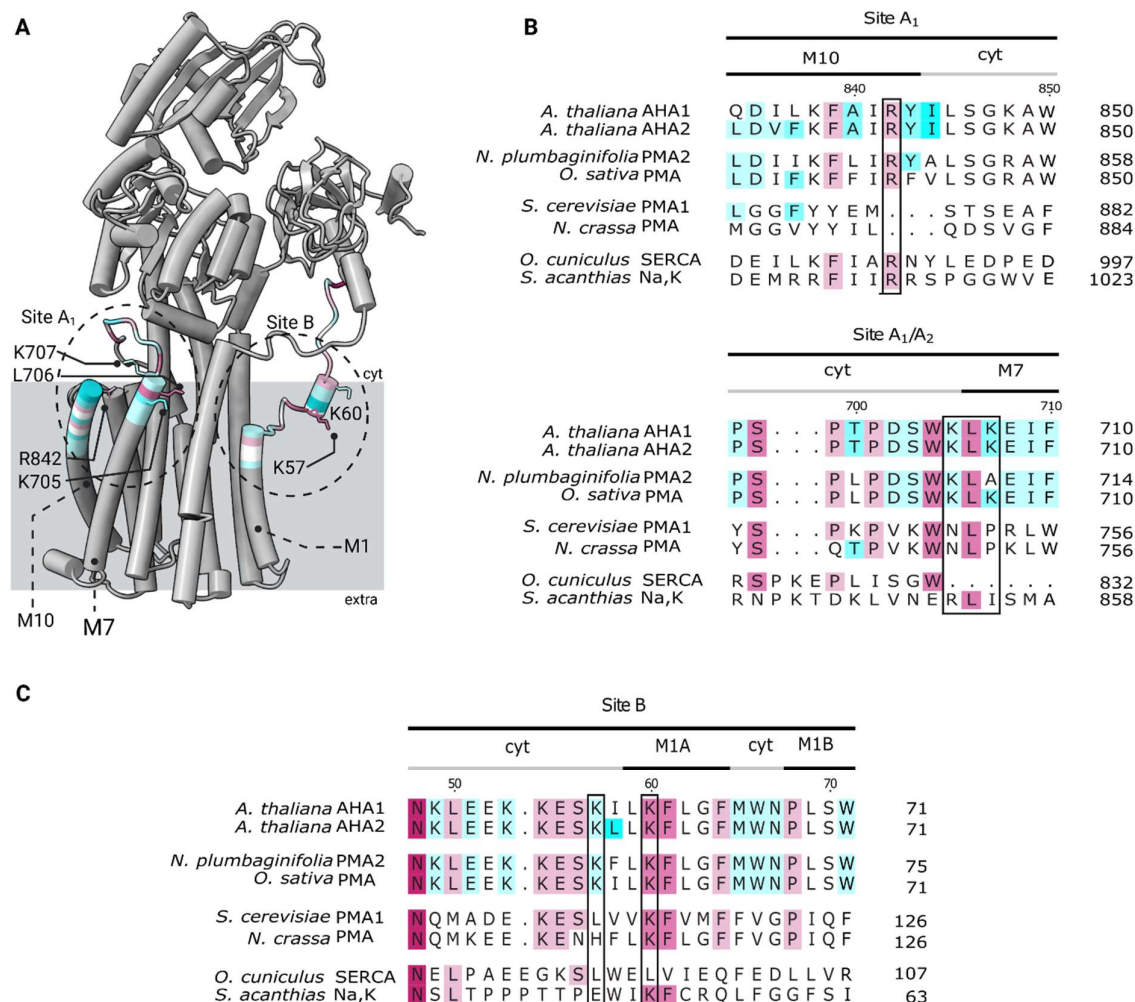 A
Site A1
Site B
K707
L706
cyt
K60
R842
K705
K57
M1
extra
M10
M7
B
Site A1
M10 cyt
840 850
A. thaliana AHA1 Q D I L K F A I R Y I L S G K A W 850
A. thaliana AHA2 L D V F K F A I R Y I L S G K A W 850
N. plumbaginifolia PMA2 L D I I K F L I R Y A L S G R A W 858
O. sativa PMA L D I F K F F I R F V L S G R A W 850
S. cerevisiae PMA1 L G G F Y Y E M . . . S T S E A F 882
N. crassa PMA M G G V Y Y I L . . . Q D S V G F 884
O. cuniculus SERCA D E I L K F I A R N Y L E D P E D 997
S. acanthias Na,K D E M R R F I I R R S P G G W V E 1023
Site A1/A2
cyt M7
700 710
A. thaliana AHA1 P S . . . P T P D S W K L K E I F 710
A. thaliana AHA2 P S . . . P T P D S W K L K E I F 710
N. plumbaginifolia PMA2 P S . . . P L P D S W K L A E I F 714
O. sativa PMA P S . . . P L P D S W K L K E I F 710
S. cerevisiae PMA1 Y S . . . P K P V K W N L P R L W 756
N. crassa PMA Y S . . . Q T P V K W N L P K L W 756
O. cuniculus SERCA R S P K E P L I S G W . . . . . . 832
S. acanthias Na,K R N P K T D K L V N E R L I S M A 858
C
Site B
cyt M1A cyt M1B
50 60 70
A. thaliana AHA1 N K L E E K . K E S K I L K F L G F M W N P L S W 71
A. thaliana AHA2 N K L E E K . K E S K L L K F L G F M W N P L S W 71
N. plumbaginifolia PMA2 N K L E E K . K E S K F L K F L G F M W N P L S W 75
O. sativa PMA N K L E E K . K E S K I L K F L G F M W N P L S W 71
S. cerevisiae PMA1 N Q M A D E . K E S L V V K F V M F F V G P I Q F 126
N. crassa PMA N Q M K E E . K E N H F L K F L G F F V G P I Q F 126
O. cuniculus SERCA N E L P A E E G K S L W E L V I E Q F E D L L V R 107
S. acanthias Na,K N S L T P P P T T P E W I K F C R Q L F G G F S I 63